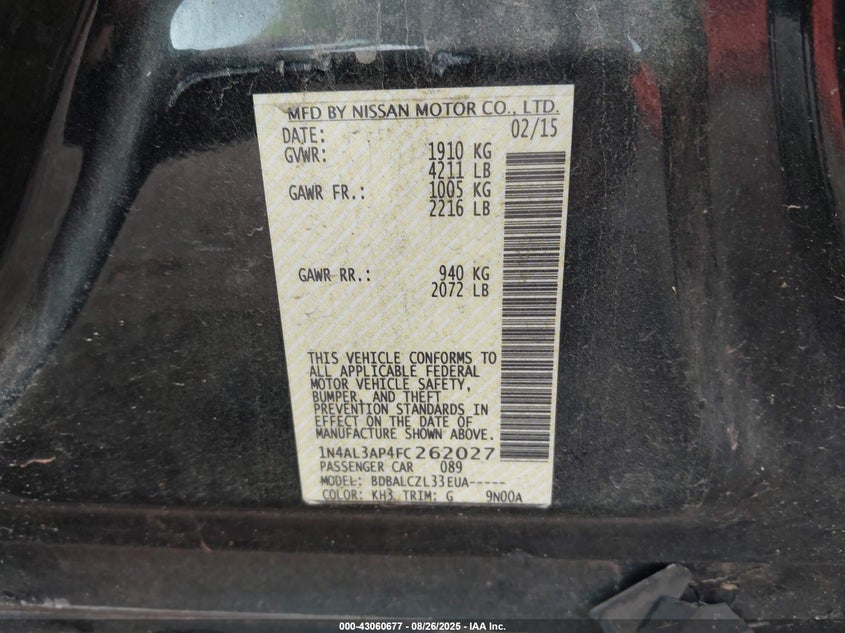 MFD BY NISSAN MOTOR CO., LTD.
DATE: 02/15
GVWR: 1910 KG
4211 LB
GAWR FR.: 1005 KG
2216 LB
GAWR RR.: 940 KG
2072 LB
THIS VEHICLE CONFORMS TO
ALL APPLICABLE FEDERAL
MOTOR VEHICLE SAFETY,
BUMPER, AND THEFT
PREVENTION STANDARDS IN
EFFECT ON THE DATE OF
MANUFACTURE SHOWN ABOVE.
1N4AL3AP4FC262027
PASSENGER CAR 089
MODEL: BDBALCZL33EUA-----
COLOR: KH3 TRIM: G 9N00A
000-43060677 - 08/26/2025 - IAA Inc.